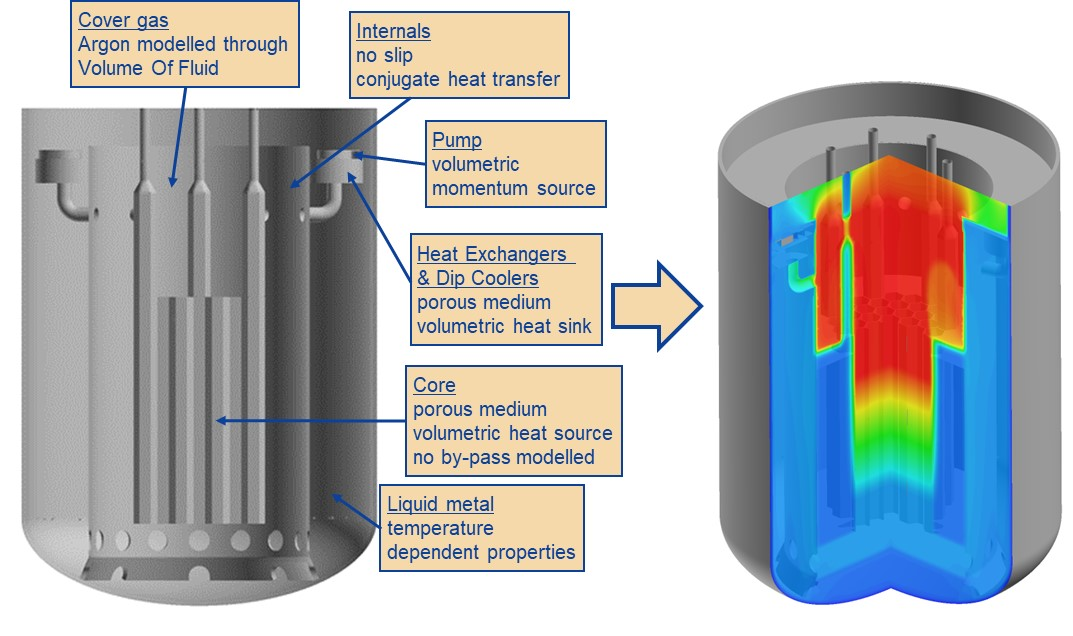 Cover gas
Argon modelled through
Volume Of Fluid
Internals
no slip
conjugate heat transfer
Pump
volumetric
momentum source
Heat Exchangers
& Dip Coolers
porous medium
volumetric heat sink
Core
porous medium
volumetric heat source
no by-pass modelled
Liquid metal
temperature
dependent properties